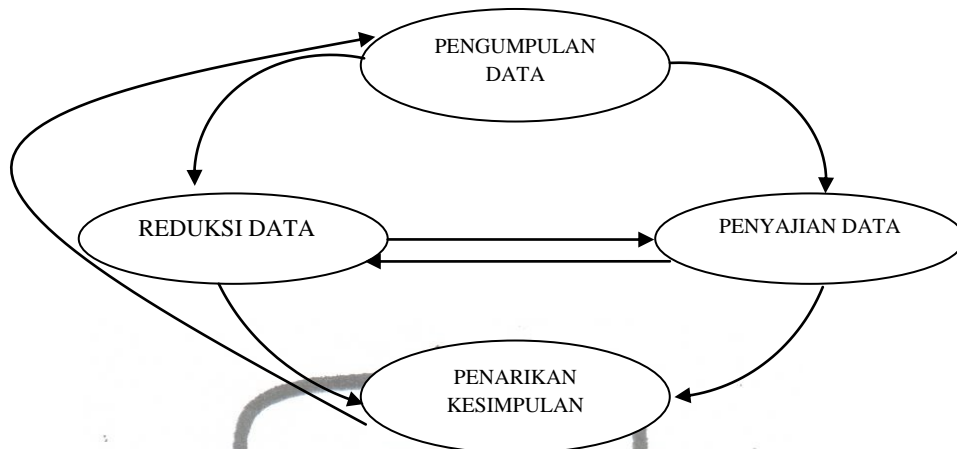 PENGUMPULAN
DATA
REDUKSI DATA
PENYAJIAN DATA
PENARIKAN
KESIMPULAN